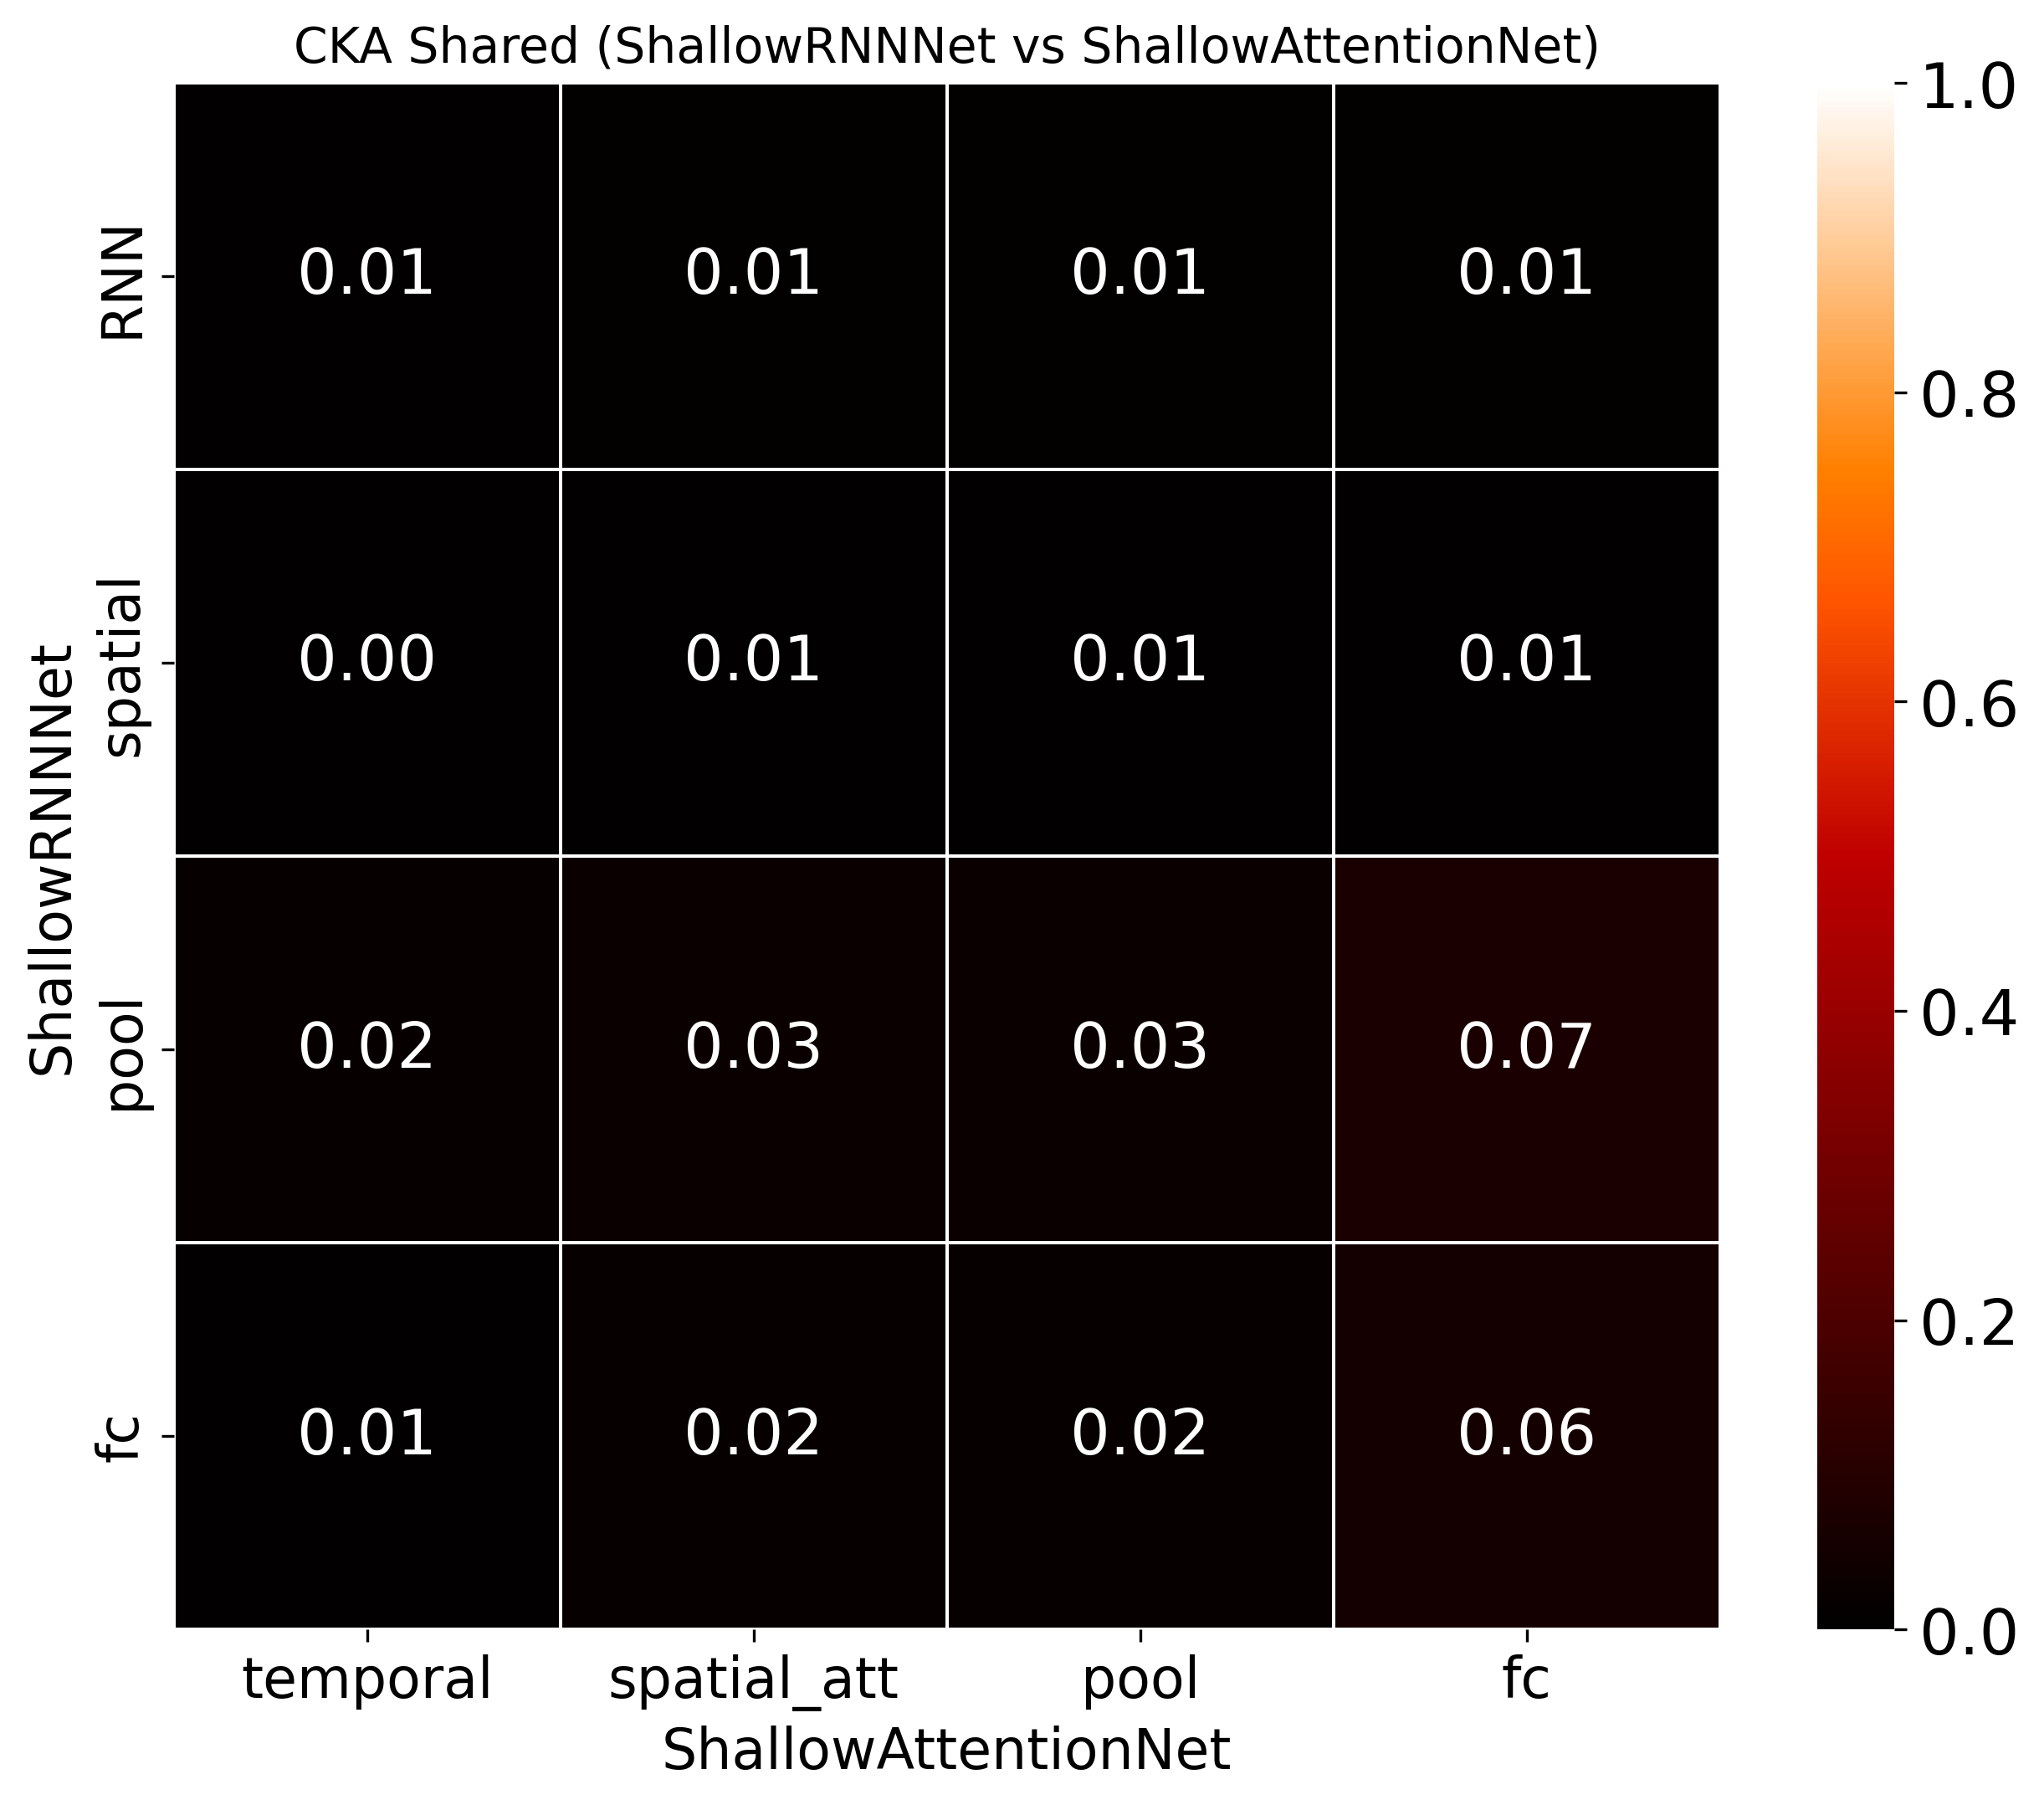 CKA Shared (ShallowRNNNet vs ShallowAttentionNet)
ShallowRNNNet
RNN
0.01 0.01 0.01 0.01
spatial
0.00 0.01 0.01 0.01
pool
0.02 0.03 0.03 0.07
fc
0.01 0.02 0.02 0.06
temporal spatial_att pool fc
ShallowAttentionNet
1.0
0.8
0.6
0.4
0.2
0.0